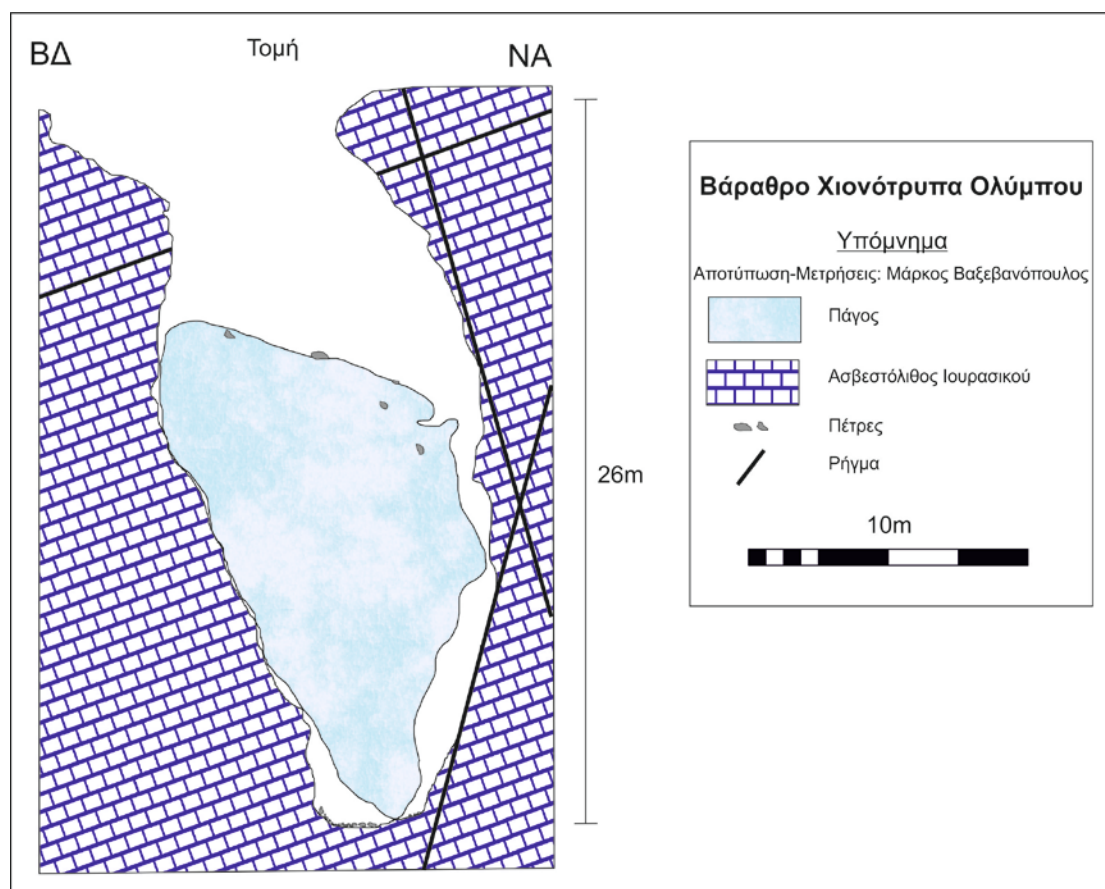 ΒΔ
Τομή
ΝΑ
26m
Βάραθρο Χιονότρυπα Ολύμπου
Υπόμνημα
Αποτύπωση-Μετρήσεις: Μάρκος Βαξεβανόπουλος
Πάγος
Ασβεστόλιθος Ιουρασικού
Πέτρες
Ρήγμα
10m